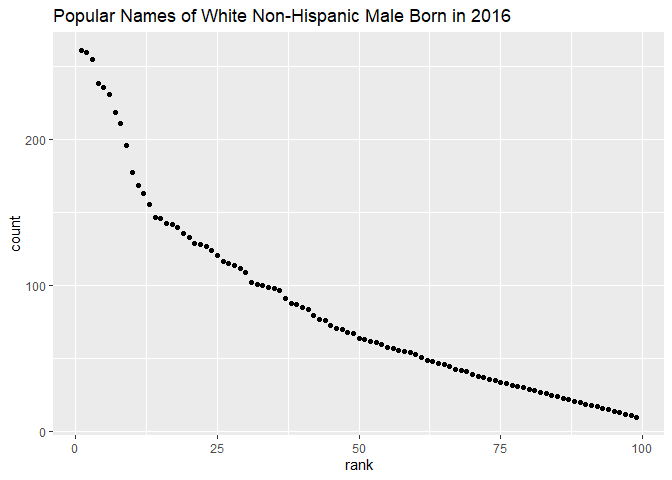 Popular Names of White Non-Hispanic Male Born in 2016
count
200
100
0
0 25 50 75 100
rank